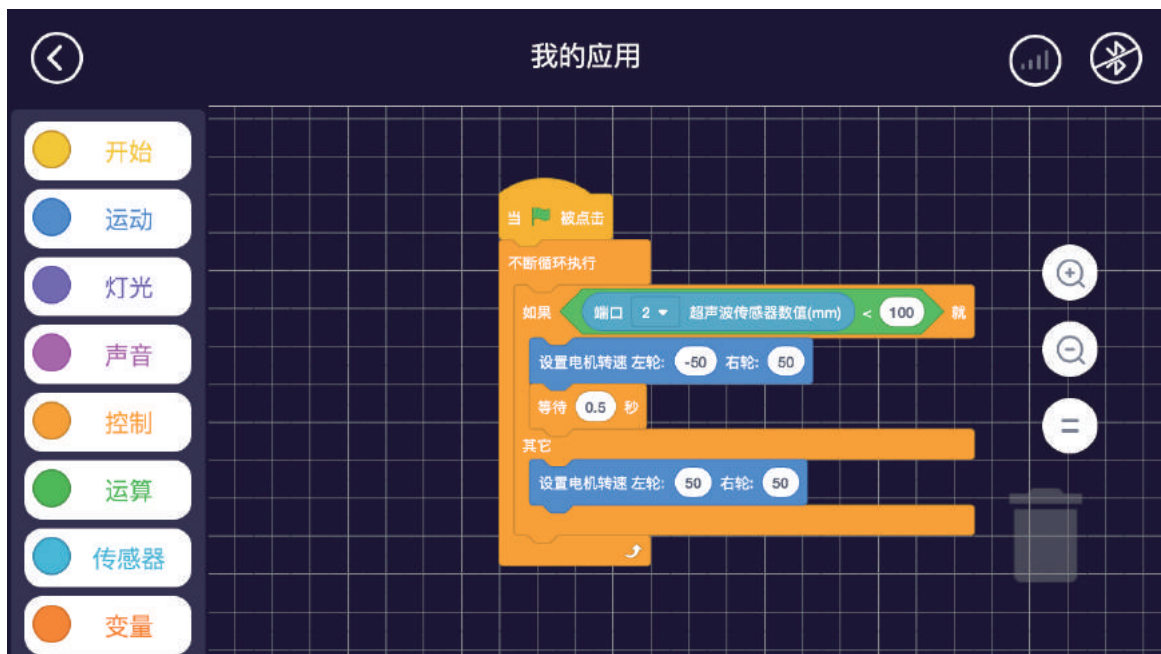 我的应用
开始
运动
灯光
声音
控制
运算
传感器
变量
当 被点击
不断循环执行
如果 端口 2 超声波传感器数值(mm) < 100 就
设置电机转速 左轮: -50 右轮: 50
等待 0.5 秒
其它
设置电机转速 左轮: 50 右轮: 50